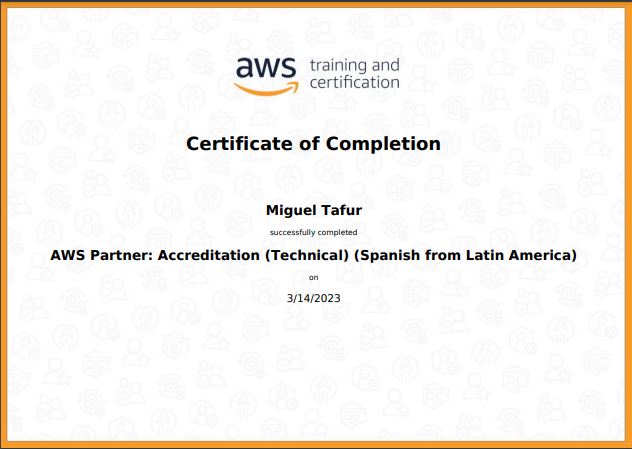 aws training and
certification
Certificate of Completion
Miguel Tafur
successfully completed
AWS Partner: Accreditation (Technical) (Spanish from Latin America)
on
3/14/2023